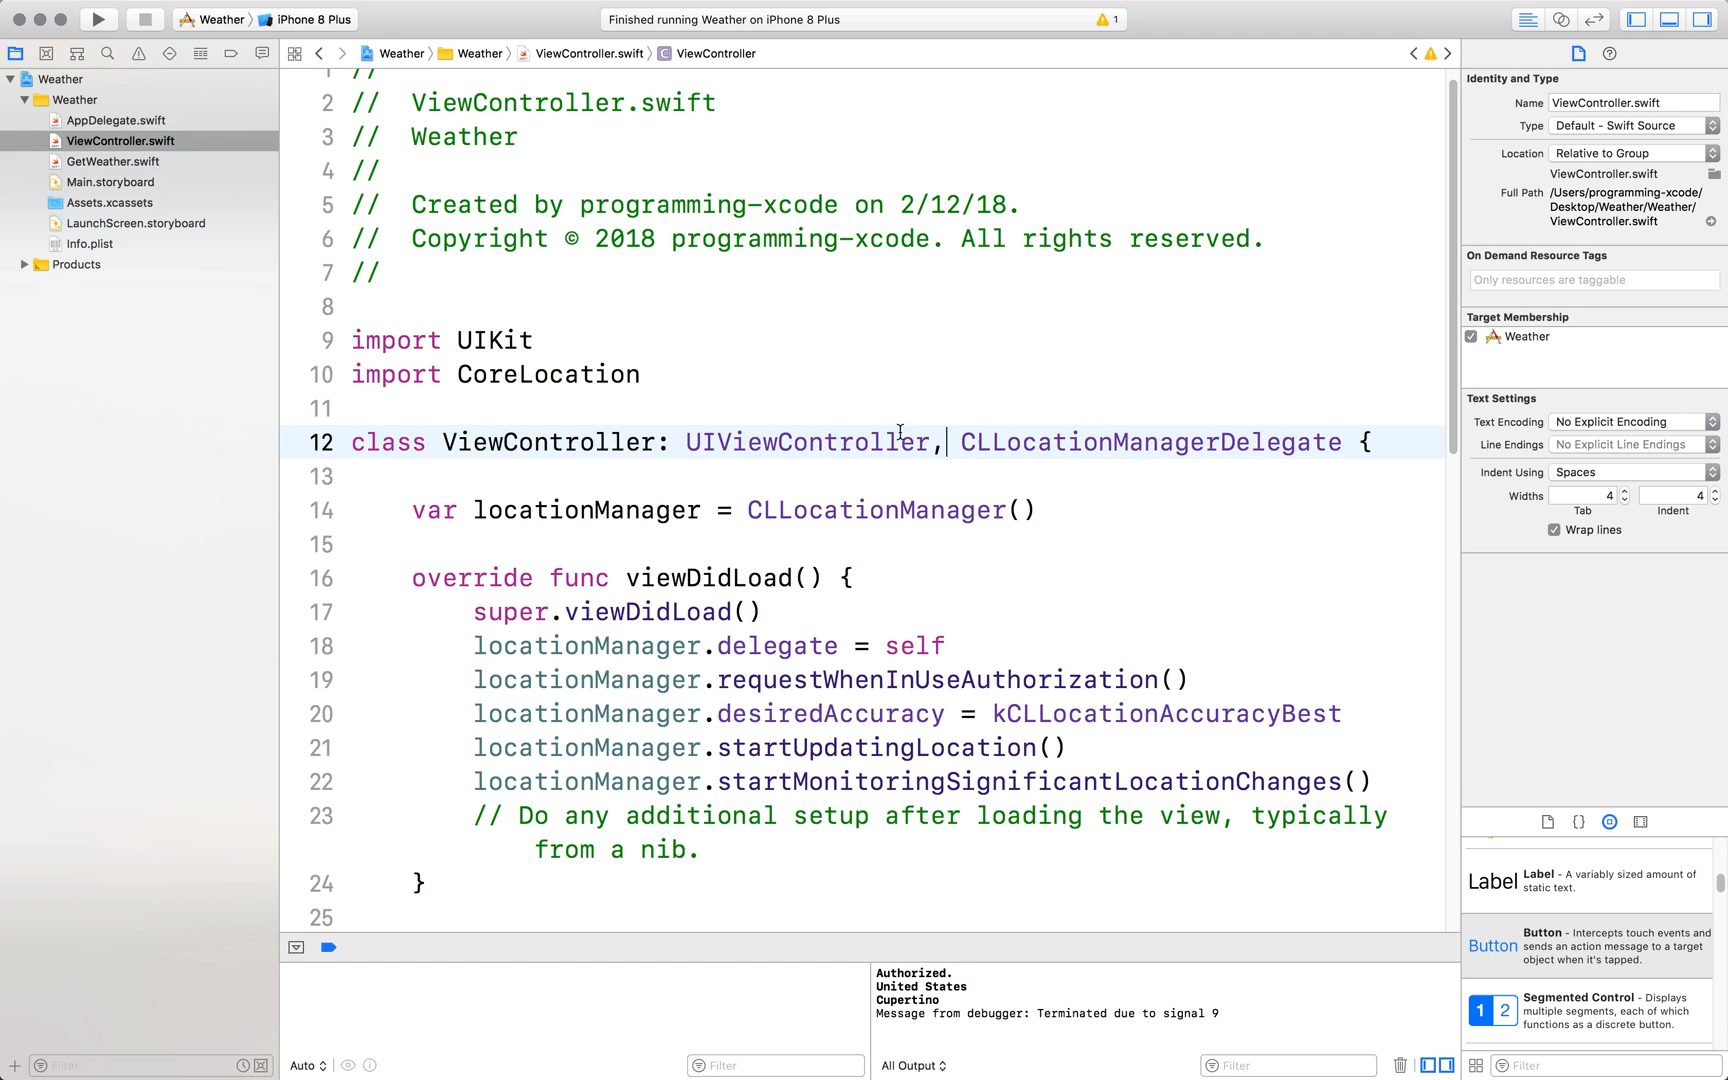 Weather
iPhone 8 Plus
Finished running Weather on iPhone 8 Plus
1
Weather
Weather
ViewController.swift
ViewController
Weather
Weather
AppDelegate.swift
ViewController.swift
GetWeather.swift
Main.storyboard
Assets.xcassets
LaunchScreen.storyboard
Info.plist
Products
Filter
1 //
2 //  ViewController.swift
3 //  Weather
4 //
5 //  Created by programming-xcode on 2/12/18.
6 //  Copyright © 2018 programming-xcode. All rights reserved.
7 //
8
9 import UIKit
10 import CoreLocation
11
12 class ViewController: UIViewController, CLLocationManagerDelegate {
13
14     var locationManager = CLLocationManager()
15
16     override func viewDidLoad() {
17         super.viewDidLoad()
18         locationManager.delegate = self
19         locationManager.requestWhenInUseAuthorization()
20         locationManager.desiredAccuracy = kCLLocationAccuracyBest
21         locationManager.startUpdatingLocation()
22         locationManager.startMonitoringSignificantLocationChanges()
23         // Do any additional setup after loading the view, typically
from a nib.
24     }
25
Auto
Filter
Authorized.
United States
Cupertino
Message from debugger: Terminated due to signal 9
All Output
Filter
Identity and Type
Name ViewController.swift
Type Default - Swift Source
Location Relative to Group
ViewController.swift
Full Path /Users/programming-xcode/
Desktop/Weather/Weather/
ViewController.swift
On Demand Resource Tags
Only resources are taggable
Target Membership
Weather
Text Settings
Text Encoding No Explicit Encoding
Line Endings No Explicit Line Endings
Indent Using Spaces
Widths 4 4
Tab Indent
Wrap lines
Label
Label - A variably sized amount of
static text.
Button
Button - Intercepts touch events and
sends an action message to a target
object when it's tapped.
1 2
Segmented Control - Displays
multiple segments, each of which
functions as a discrete button.
Filter